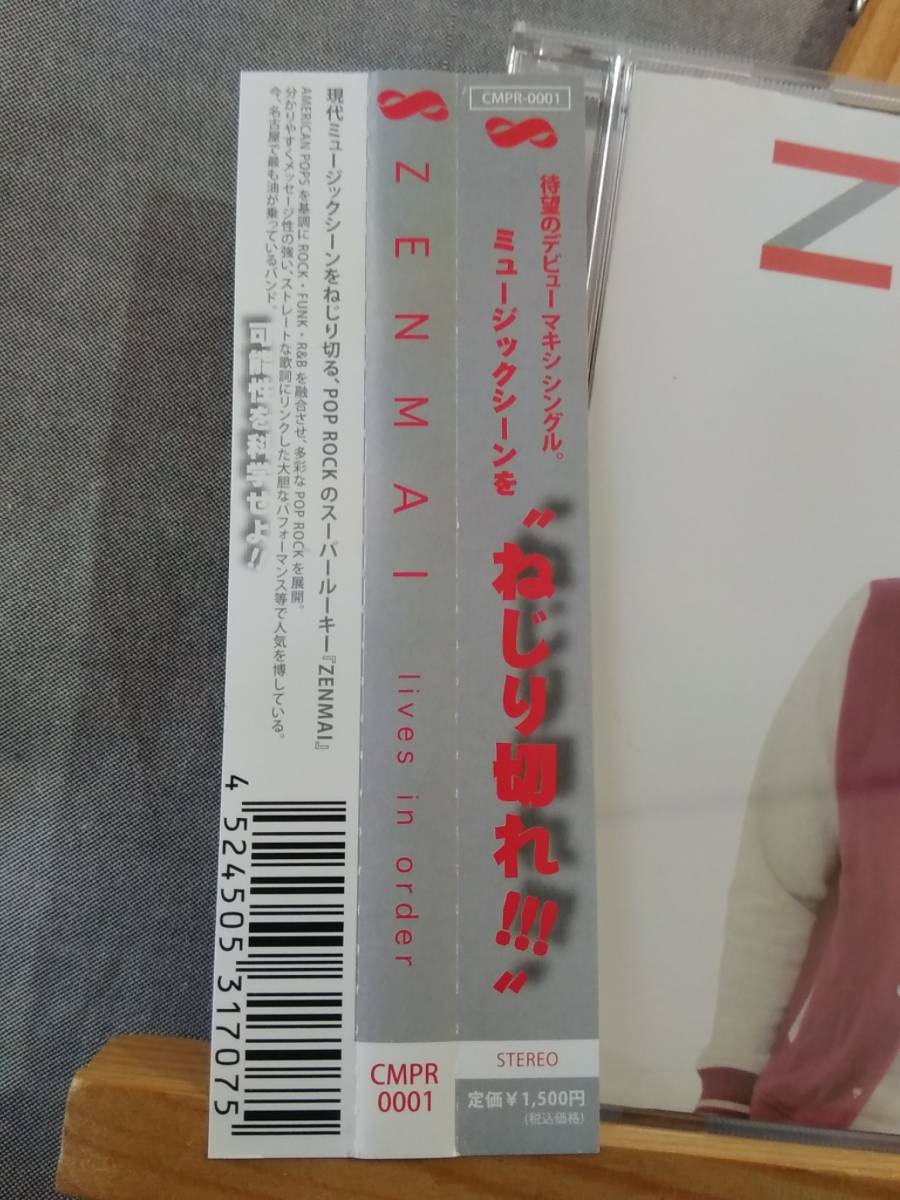 CMPR-0001
待望のデビュー マキシ シングル。
ミュージックシーンを
〝ねじり切れ!!!〟
STEREO
定価¥1,500円
(税込価格)
ZENMAI lives in order
CMPR
0001
現代ミュージックシーンをねじり切る、POP ROCKのスーパールーキー『ZENMAI』
AMERICAN POPSを基調にROCK・FUNK・R&Bを融合させ、多彩なPOP ROCKを展開。
分かりやすくメッセージ性の強い、ストレートな歌詞にリンクした大胆なパフォーマンス等で人気を博している。
今、名古屋で最も油が乗っているバンド。
せよ!
4 524505 317075
Z